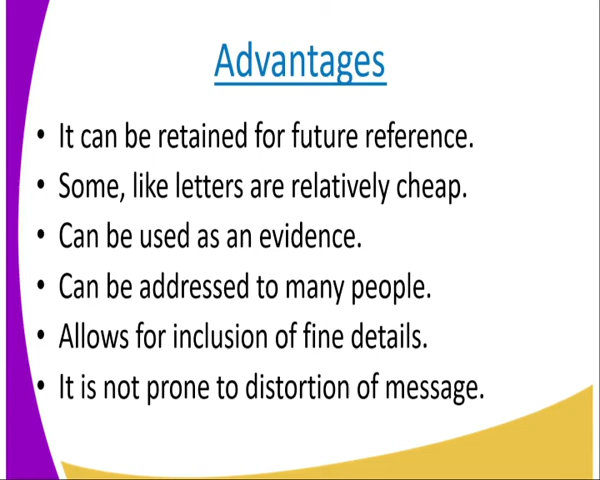 Advantages
• It can be retained for future reference.
• Some, like letters are relatively cheap.
• Can be used as an evidence.
• Can be addressed to many people.
• Allows for inclusion of fine details.
• It is not prone to distortion of message.